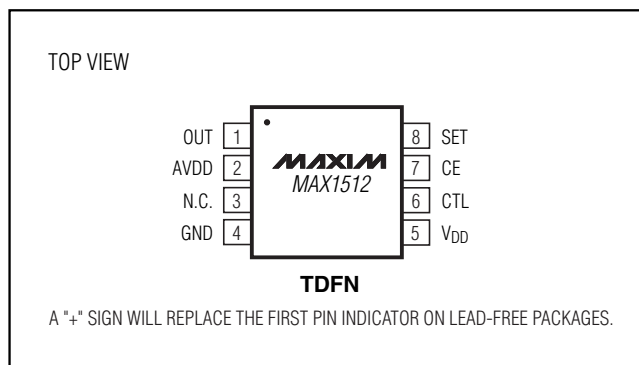 TOP VIEW
OUT 1
AVDD 2
N.C. 3
GND 4
MAXIM
MAX1512
8 SET
7 CE
6 CTL
5 VDD
TDFN
A "+" SIGN WILL REPLACE THE FIRST PIN INDICATOR ON LEAD-FREE PACKAGES.